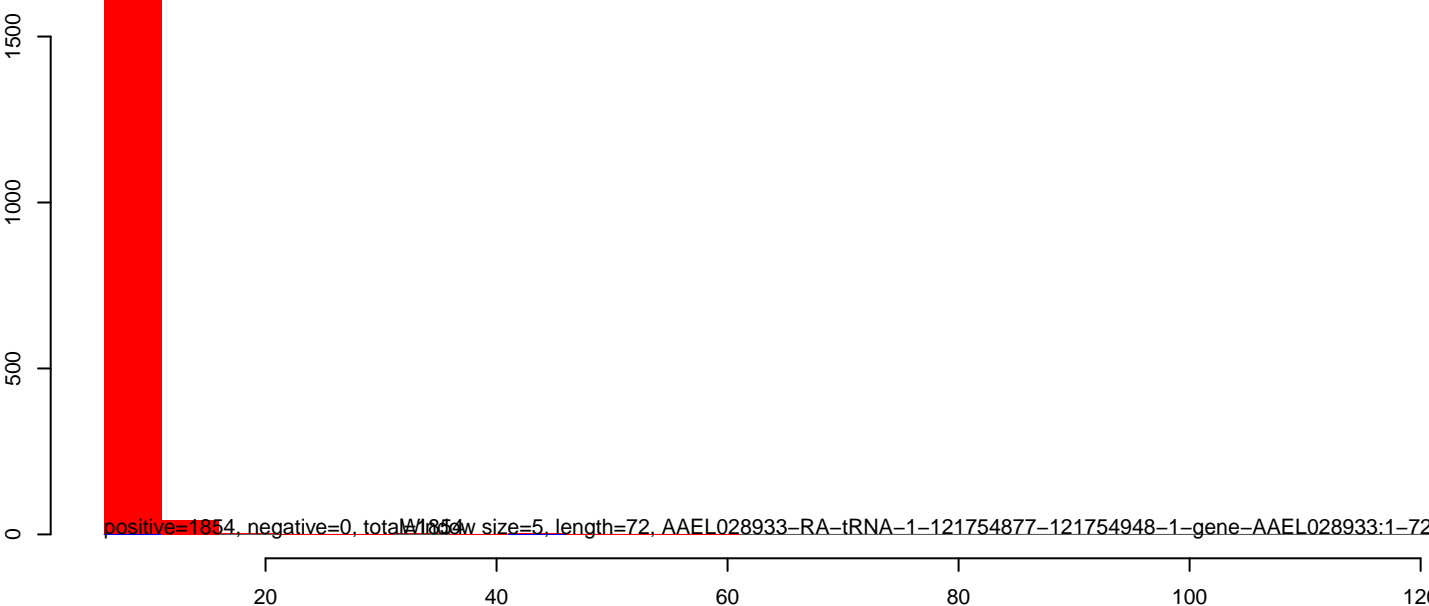 1500
1000
500
0
positive=1854, negative=0, total=1854
Window size=5, length=72, AAEL028933−RA−tRNA−1−121754877−121754948−1−gene−AAEL028933:1−72
20 40 60 80 100 120